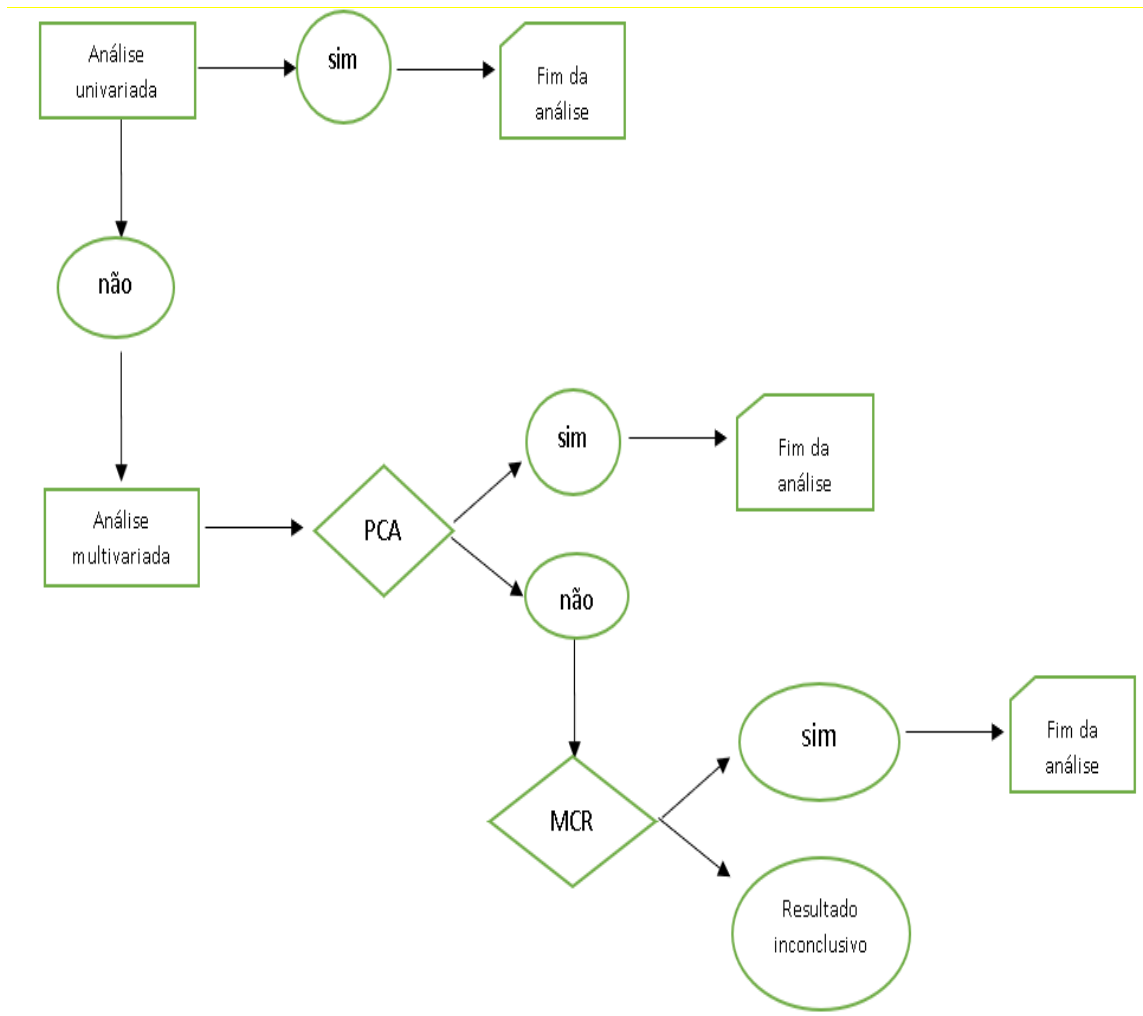 Análise
univariada
sim
Fim da
análise
não
Análise
multivariada
PCA
sim
Fim da
análise
não
MCR
sim
Fim da
análise
Resultado
inconclusivo